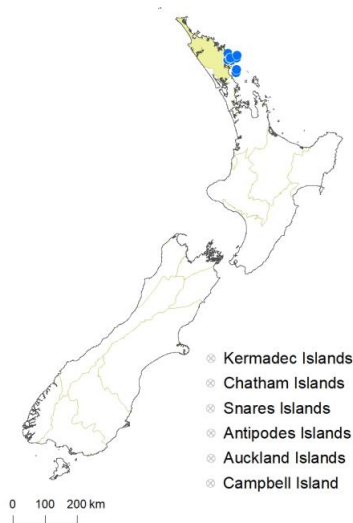 Kermadec Islands
Chatham Islands
Snares Islands
Antipodes Islands
Auckland Islands
Campbell Island
0 100 200 km